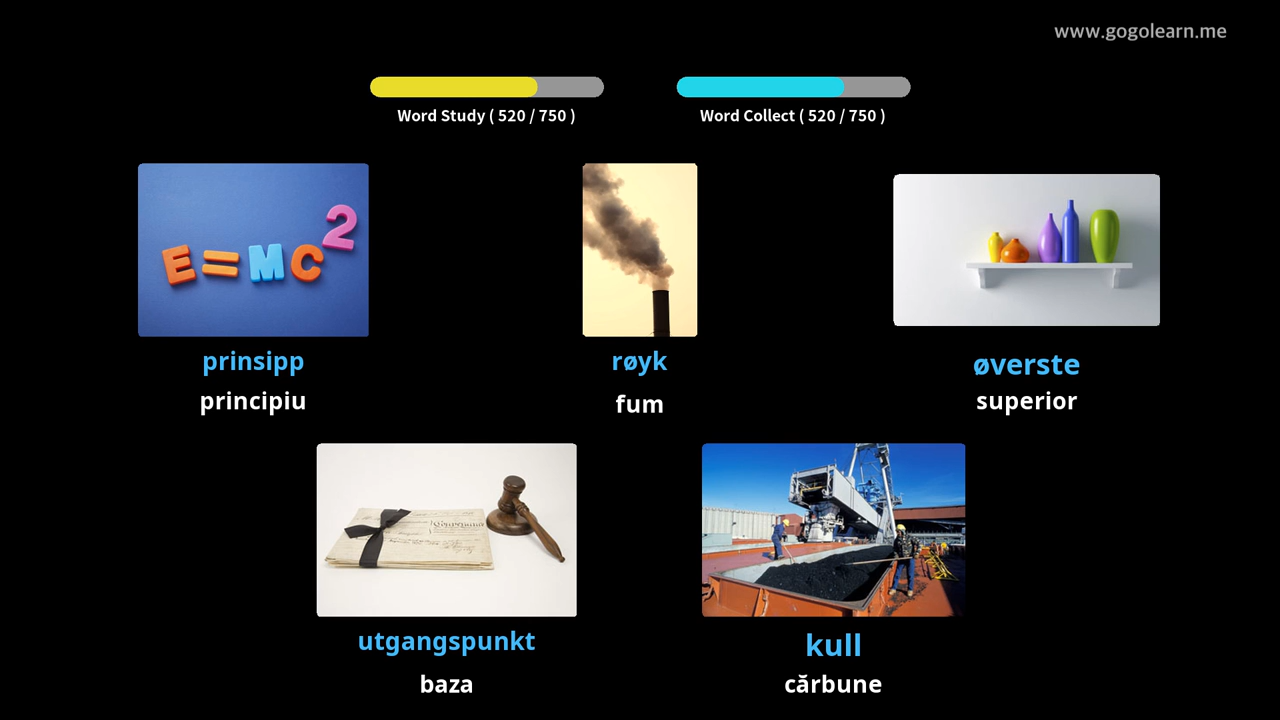 www.gogolearn.me
Word Study ( 520 / 750 )
Word Collect ( 520 / 750 )
E=MC2
prinsipp
røyk
øverste
principiu
fum
superior
utgangspunkt
kull
baza
cărbune